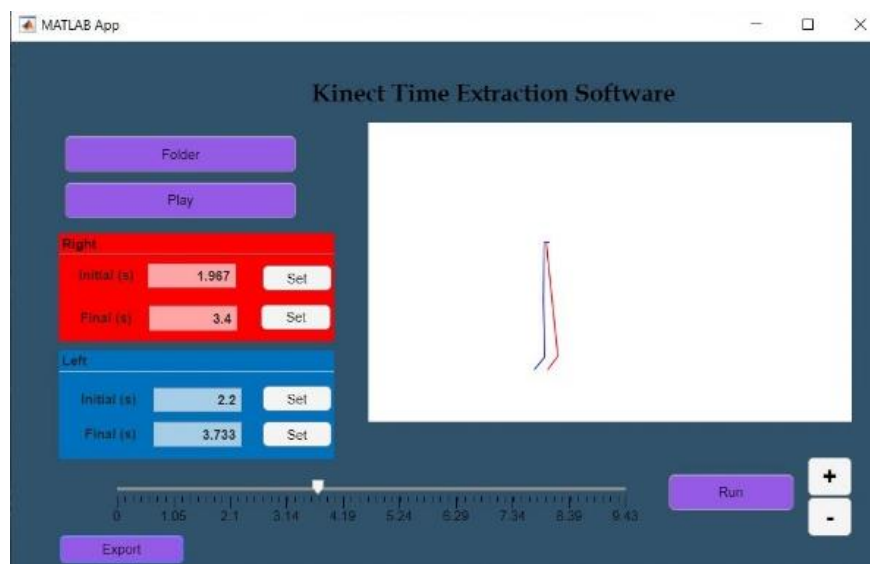 MATLAB App
Kinect Time Extraction Software
Folder
Play
Right
Initial (s) 1.967 Set
Final (s) 3.4 Set
Left
Initial (s) 2.2 Set
Final (s) 3.733 Set
Run
+
-
0 1.05 2.1 3.14 4.19 5.24 6.29 7.34 8.39 9.43
Export